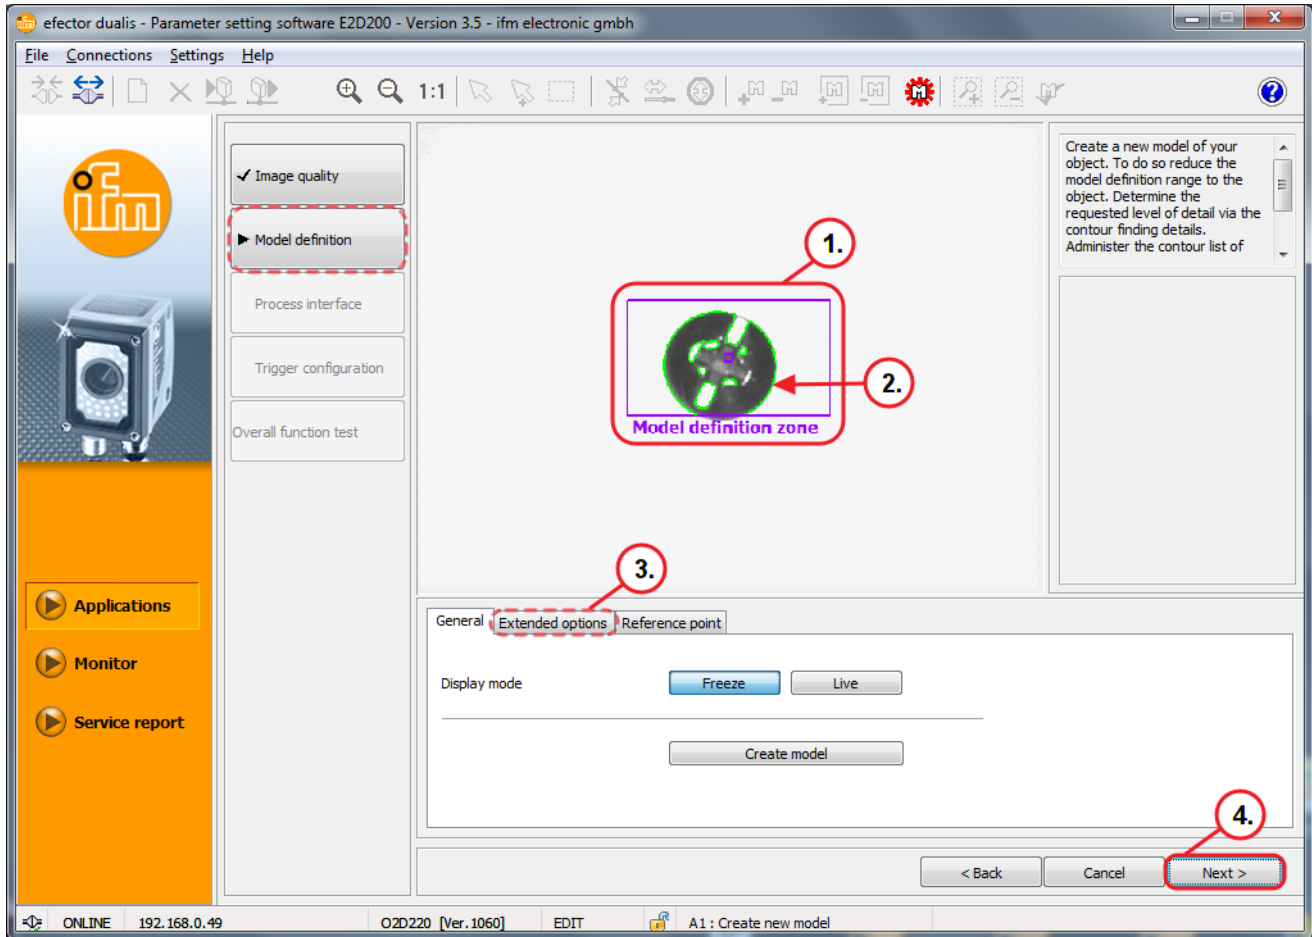 efector dualis - Parameter setting software E2D200 - Version 3.5 - ifm electronic gmbh
File Connections Settings Help
1:1
ifm
Image quality
Model definition
Process interface
Trigger configuration
Overall function test
Create a new model of your
object. To do so reduce the
model definition range to the
object. Determine the
requested level of detail via the
contour finding details.
Administer the contour list of
1.
2.
Model definition zone
3.
Applications
Monitor
Service report
General Extended options Reference point
Display mode Freeze Live
Create model
4.
< Back Cancel Next >
ONLINE 192.168.0.49 O2D220 [Ver.1060] EDIT A1 : Create new model